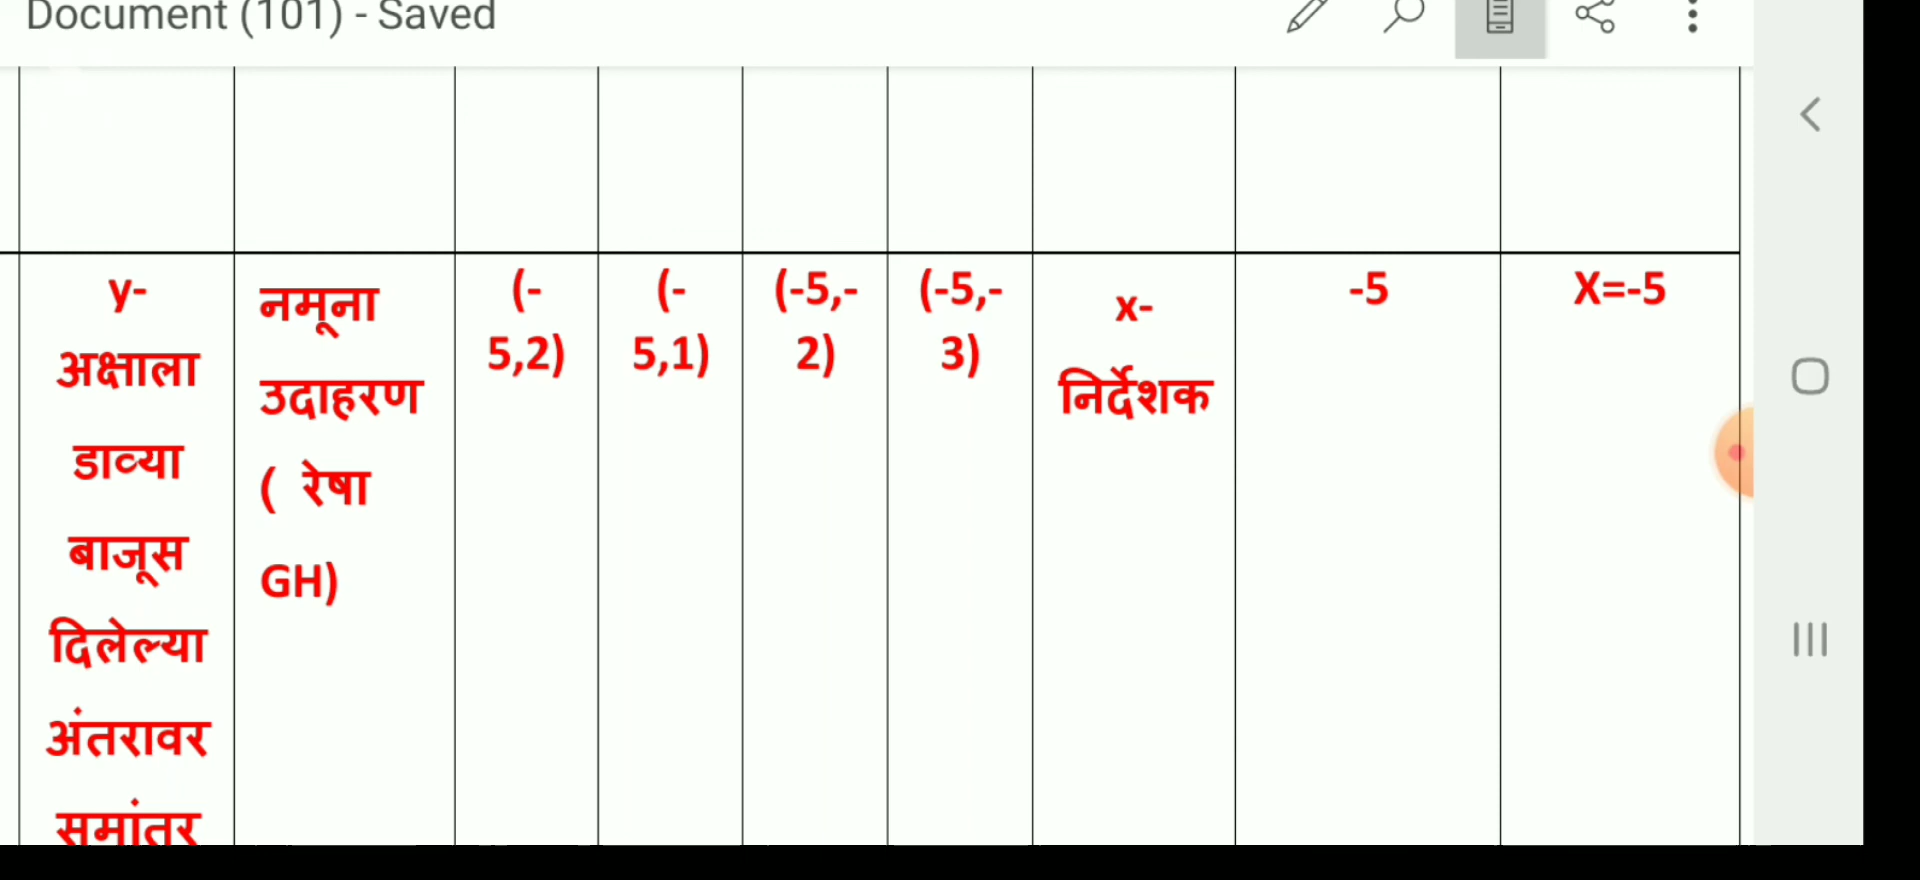 Document (101) - Saved
y-
अक्षाला
डाव्या
बाजूस
दिलेल्या
अंतरावर
समांतर
नमूना
उदाहरण
( रेषा
GH)
(-
5,2)
(-
5,1)
(-5,-
2)
(-5,-
3)
x-
निर्देशक
-5
X=-5